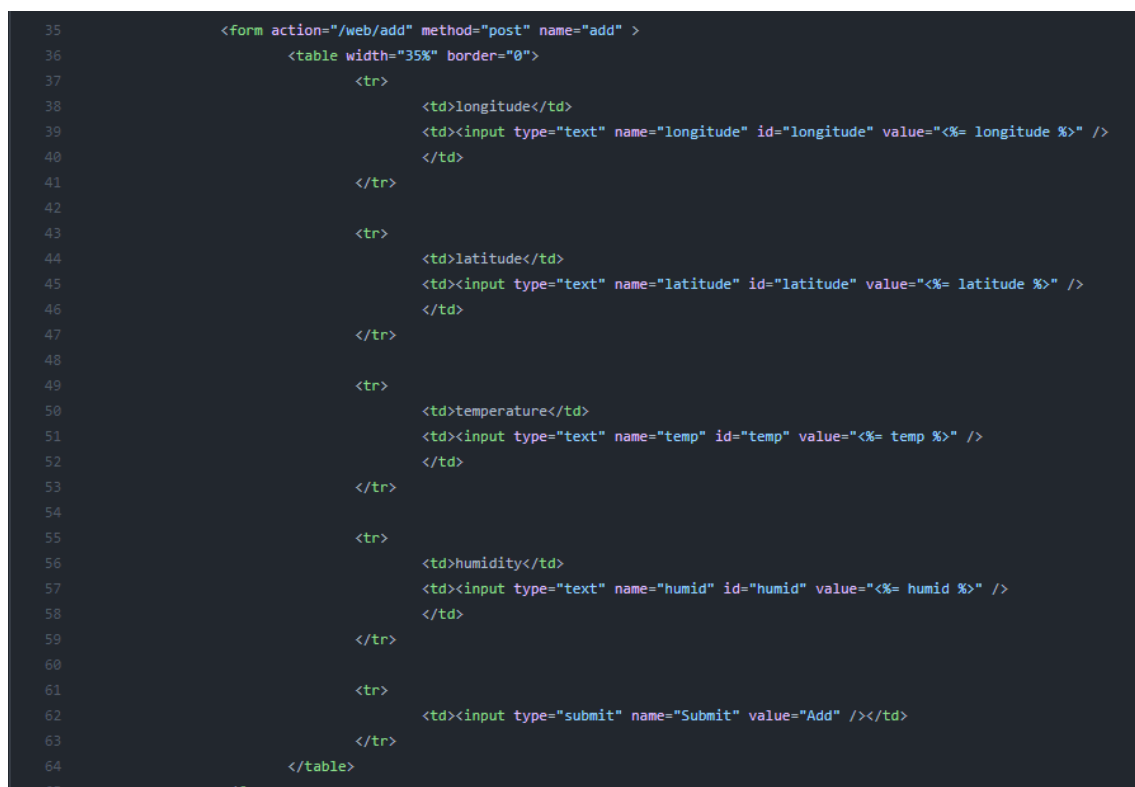 35 <form action="/web/add" method="post" name="add" >
36 <table width="35%" border="0">
37 <tr>
38 <td>longitude</td>
39 <td><input type="text" name="longitude" id="longitude" value="<%= longitude %>" />
40 </td>
41 </tr>
42
43 <tr>
44 <td>latitude</td>
45 <td><input type="text" name="latitude" id="latitude" value="<%= latitude %>" />
46 </td>
47 </tr>
48
49 <tr>
50 <td>temperature</td>
51 <td><input type="text" name="temp" id="temp" value="<%= temp %>" />
52 </td>
53 </tr>
54
55 <tr>
56 <td>humidity</td>
57 <td><input type="text" name="humid" id="humid" value="<%= humid %>" />
58 </td>
59 </tr>
60
61 <tr>
62 <td><input type="submit" name="Submit" value="Add" /></td>
63 </tr>
64 </table>